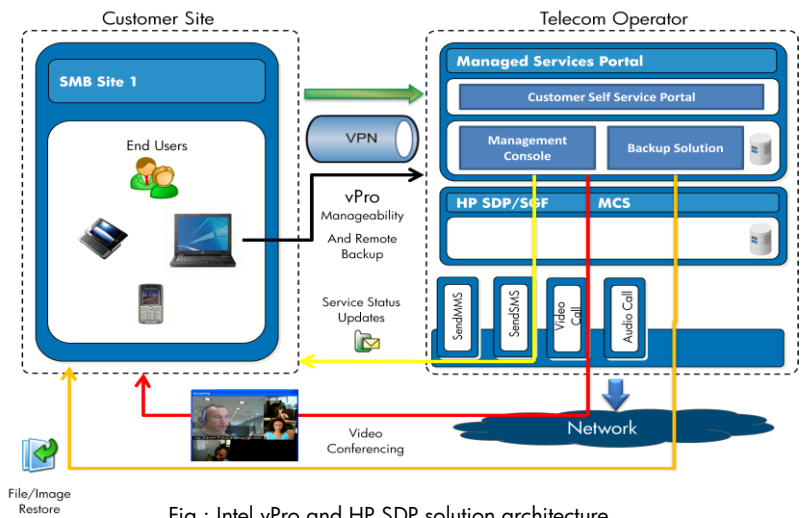 Customer Site
Telecom Operator
SMB Site 1
End Users
VPN
vPro
Manageability
And Remote
Backup
Service Status
Updates
Managed Services Portal
Customer Self Service Portal
Management
Console
Backup Solution
HP SDP/SGF MCS
SendMMS
SendSMS
Video
Call
Audio Call
Network
Video
Conferencing
File/Image
Restore
Fig.: Intel vPro and HP SDP solution architecture